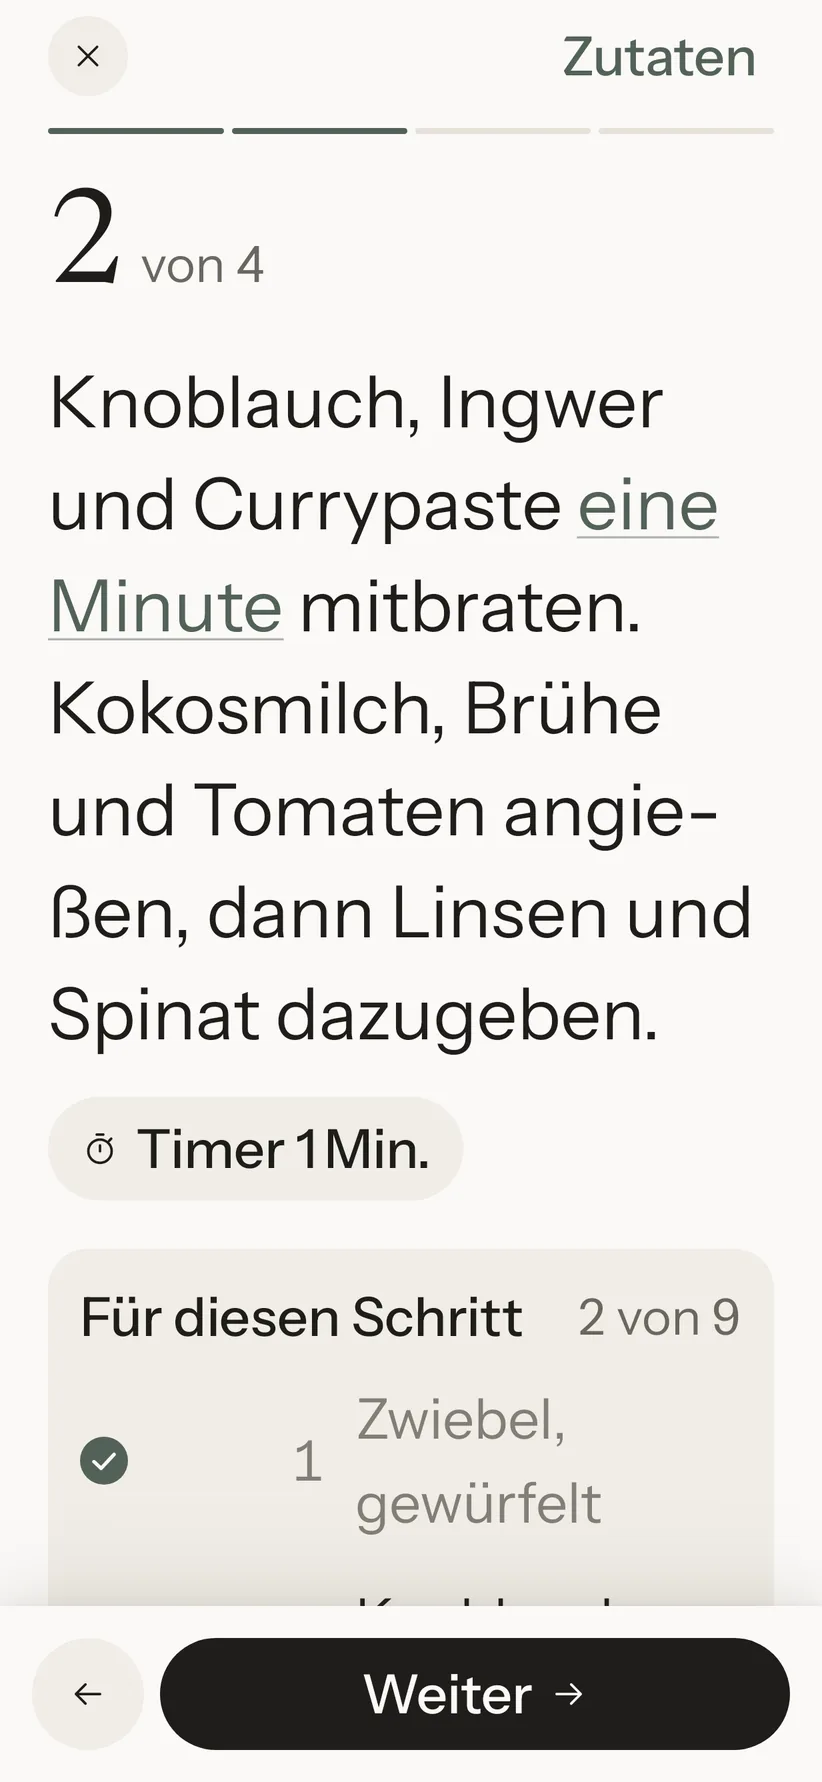 Zutaten
2 von 4
Knoblauch, Ingwer
und Currypaste eine
Minute mitbraten.
Kokosmilch, Brühe
und Tomaten angie-
ßen, dann Linsen und
Spinat dazugeben.
Timer 1 Min.
Für diesen Schritt 2 von 9
1 Zwiebel,
gewürfelt
Weiter